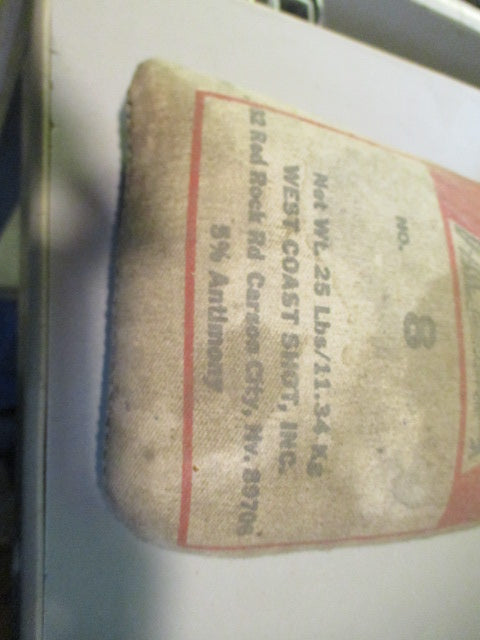 NO.
8
Net Wt. 25 Lbs/11.34 Kg
WEST COAST SHOT, INC.
32 Red Rock Rd Carson City, Nv. 89706
5% Antimony